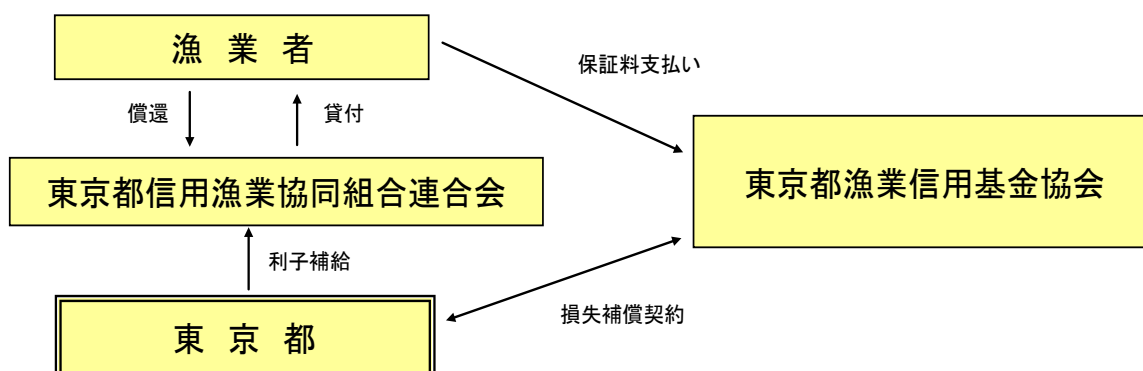 漁 業 者
保証料支払い
償還
貸付
東京都信用漁業協同組合連合会
東京都漁業信用基金協会
利子補給
損失補償契約
東 京 都